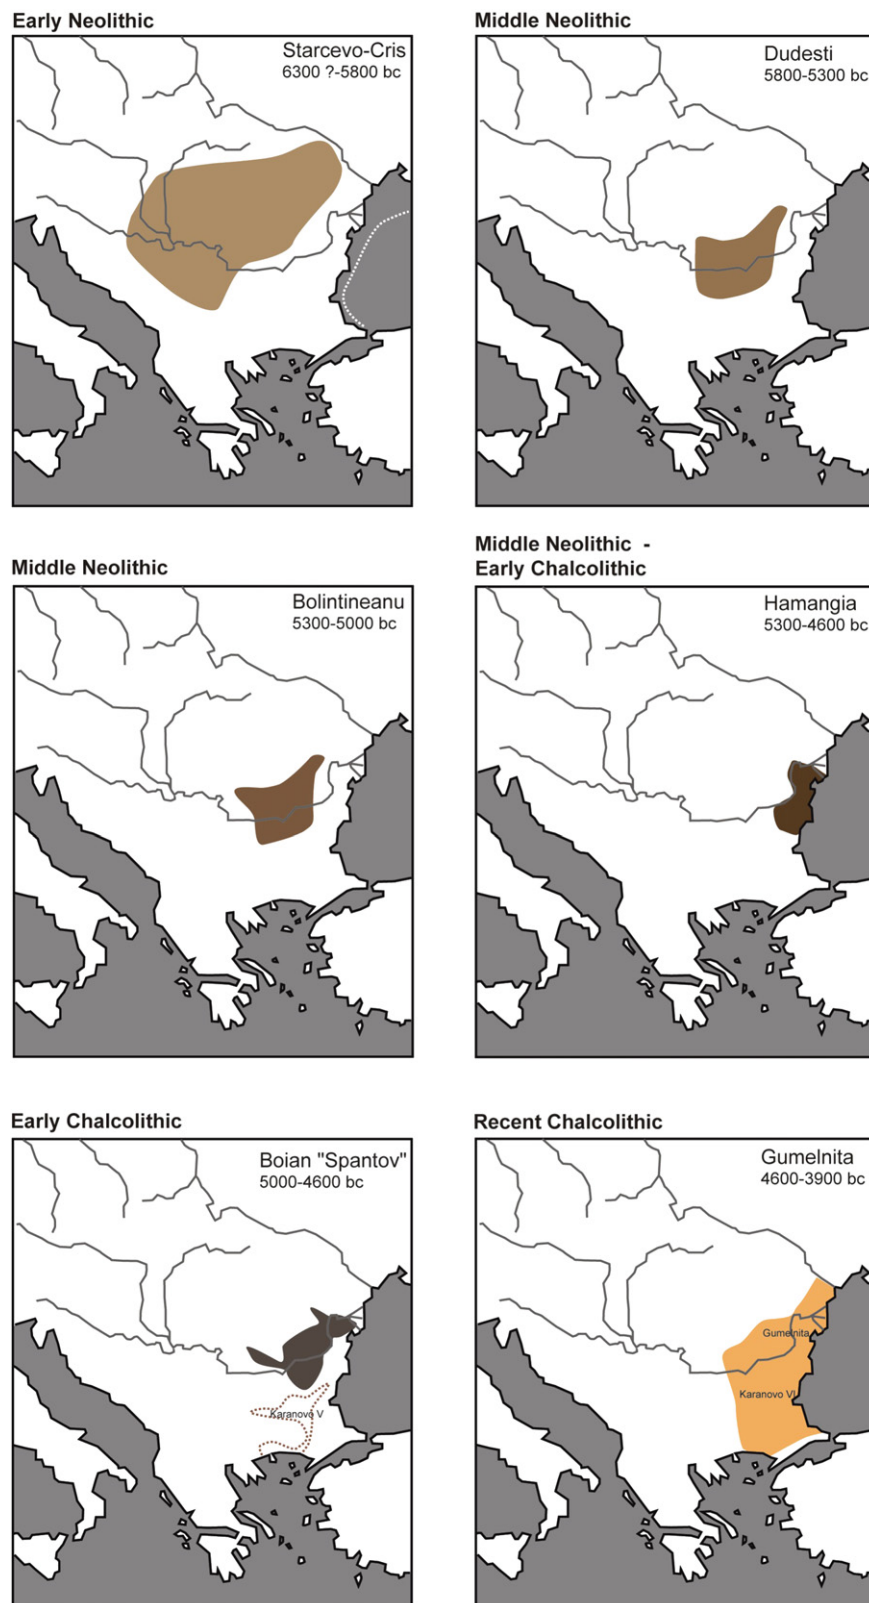 Early Neolithic
Starcevo-Cris
6300 ?-5800 bc
Middle Neolithic
Dudesti
5800-5300 bc
Middle Neolithic
Bolintineanu
5300-5000 bc
Middle Neolithic -
Early Chalcolithic
Hamangia
5300-4600 bc
Early Chalcolithic
Boian "Spantov"
5000-4600 bc
Karanovo V
Recent Chalcolithic
Gumelnita
4600-3900 bc
Gumelnita
Karanovo VI